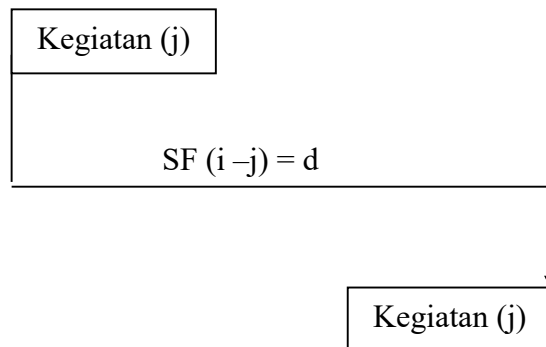 Kegiatan (j)
SF (i –j) = d
Kegiatan (j)